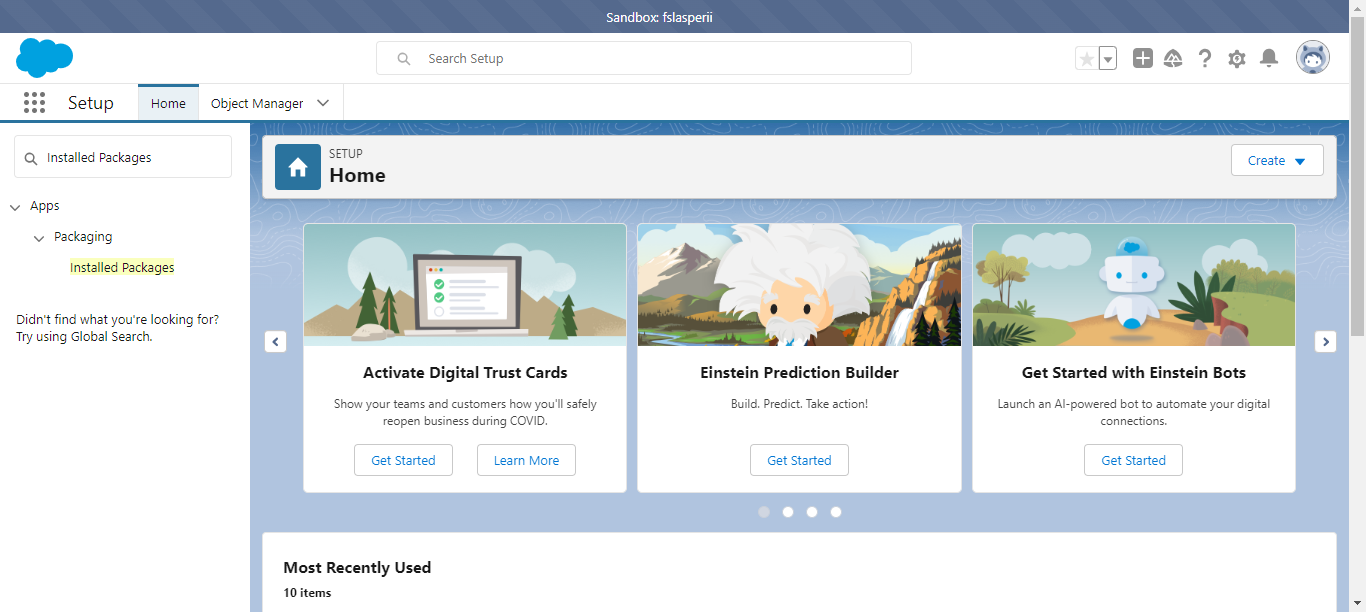 Sandbox: fslasperii
Search Setup
Setup
Home
Object Manager
Installed Packages
Apps
Packaging
Installed Packages
Didn't find what you're looking for?
Try using Global Search.
SETUP
Home
Create
Activate Digital Trust Cards
Show your teams and customers how you'll safely
reopen business during COVID.
Get Started
Learn More
Einstein Prediction Builder
Build. Predict. Take action!
Get Started
Get Started with Einstein Bots
Launch an AI-powered bot to automate your digital
connections.
Get Started
Most Recently Used
10 items